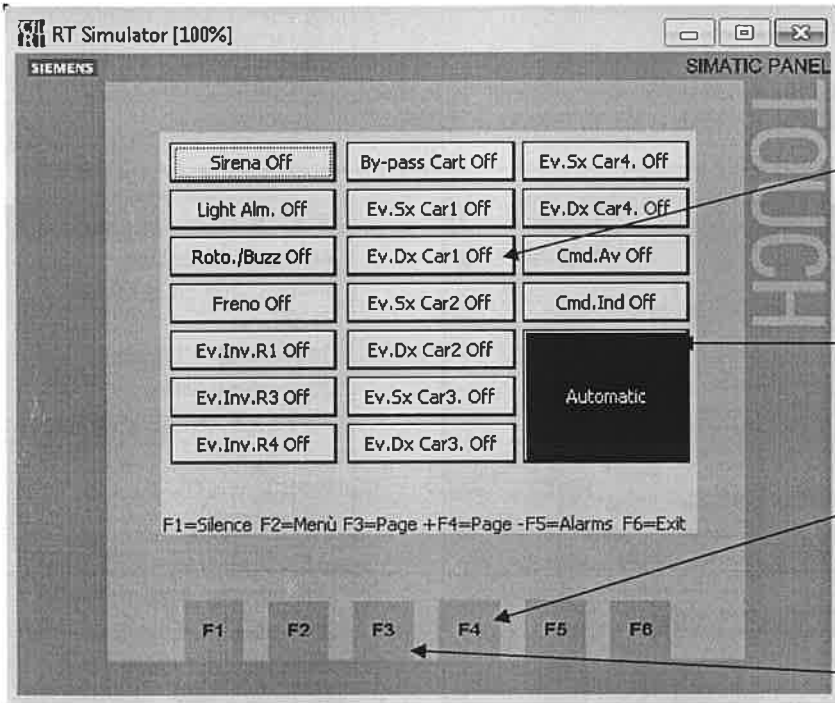 RT Simulator [100%]
SIEMENS
SIMATIC PANEL
TOUCH
Sirena Off
By-pass Cart Off
Ev.Sx Car4. Off
Light Alm. Off
Ev.Sx Car1 Off
Ev.Dx Car4. Off
Roto./Buzz Off
Ev.Dx Car1 Off
Cmd.Av Off
Freno Off
Ev.Sx Car2 Off
Cmd.Ind Off
Ev.Inv.R1 Off
Ev.Dx Car2 Off
Automatic
Ev.Inv.R3 Off
Ev.Sx Car3. Off
Ev.Inv.R4 Off
Ev.Dx Car3. Off
F1=Silence F2=Menù F3=Page +F4=Page -F5=Alarms F6=Exit
F1 F2 F3 F4 F5 F6